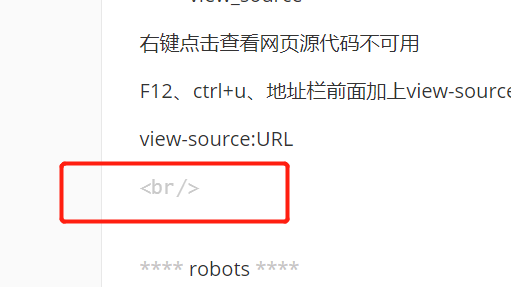 view_source
右键点击查看网页源代码不可用
F12、ctrl+u、地址栏前面加上view-source
view-source:URL
<br/>
**** robots ****